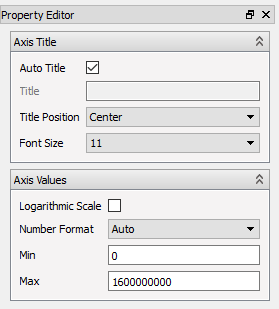 Property Editor
Axis Title
Auto Title
Title
Title Position Center
Font Size 11
Axis Values
Logarithmic Scale
Number Format Auto
Min 0
Max 1600000000